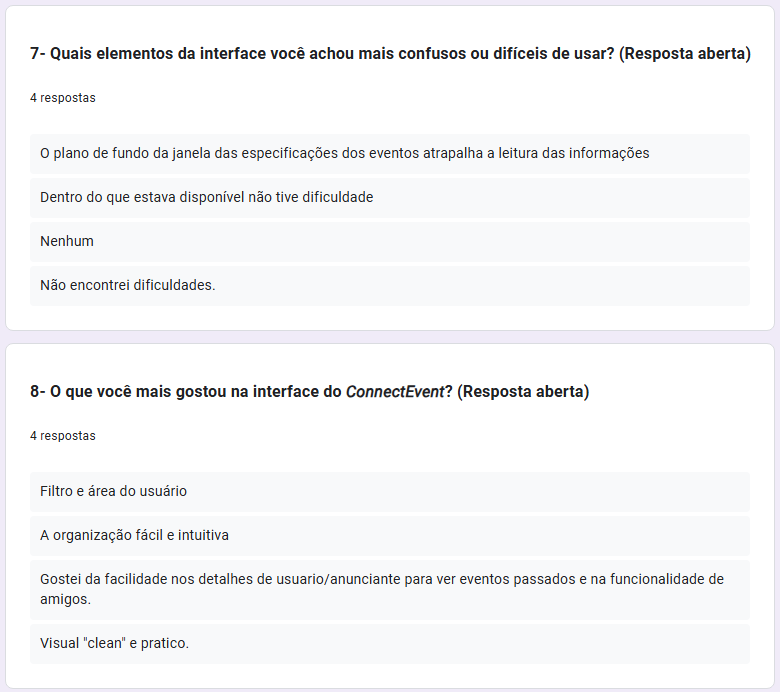 7- Quais elementos da interface você achou mais confusos ou difíceis de usar? (Resposta aberta)
4 respostas
O plano de fundo da janela das especificações dos eventos atrapalha a leitura das informações
Dentro do que estava disponível não tive dificuldade
Nenhum
Não encontrei dificuldades.
8- O que você mais gostou na interface do ConnectEvent? (Resposta aberta)
4 respostas
Filtro e área do usuário
A organização fácil e intuitiva
Gostei da facilidade nos detalhes de usuario/anunciante para ver eventos passados e na funcionalidade de
amigos.
Visual "clean" e pratico.